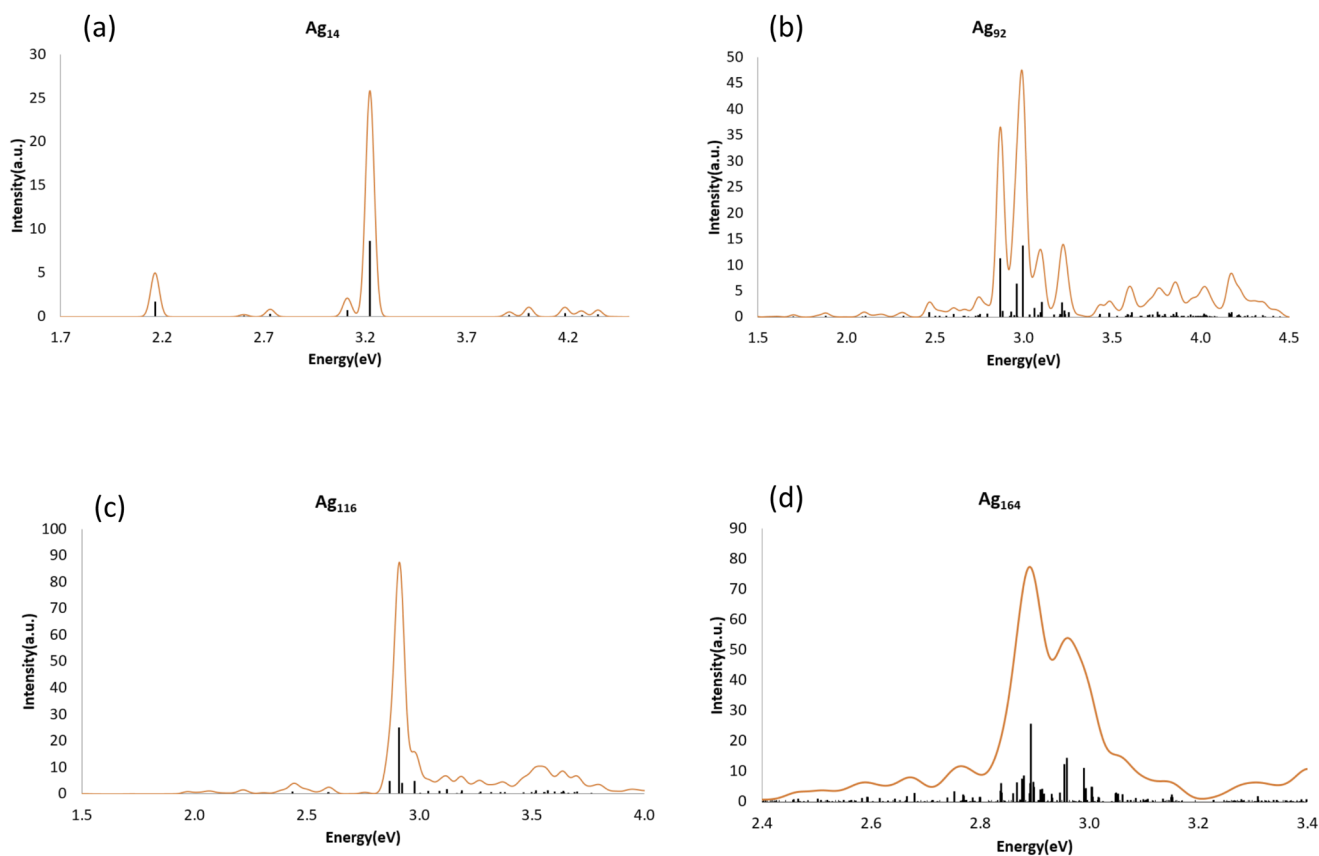 (a)
Ag14
Intensity(a.u.)
30
25
20
15
10
5
0
1.7 2.2 2.7 3.2 3.7 4.2
Energy(eV)
(b)
Ag92
Intensity(a.u.)
50
45
40
35
30
25
20
15
10
5
0
1.5 2.0 2.5 3.0 3.5 4.0 4.5
Energy(eV)
(c)
Ag116
Intensity(a.u.)
100
90
80
70
60
50
40
30
20
10
0
1.5 2.0 2.5 3.0 3.5 4.0
Energy(eV)
(d)
Ag164
Intensity(a.u.)
90
80
70
60
50
40
30
20
10
0
2.4 2.6 2.8 3.0 3.2 3.4
Energy(eV)